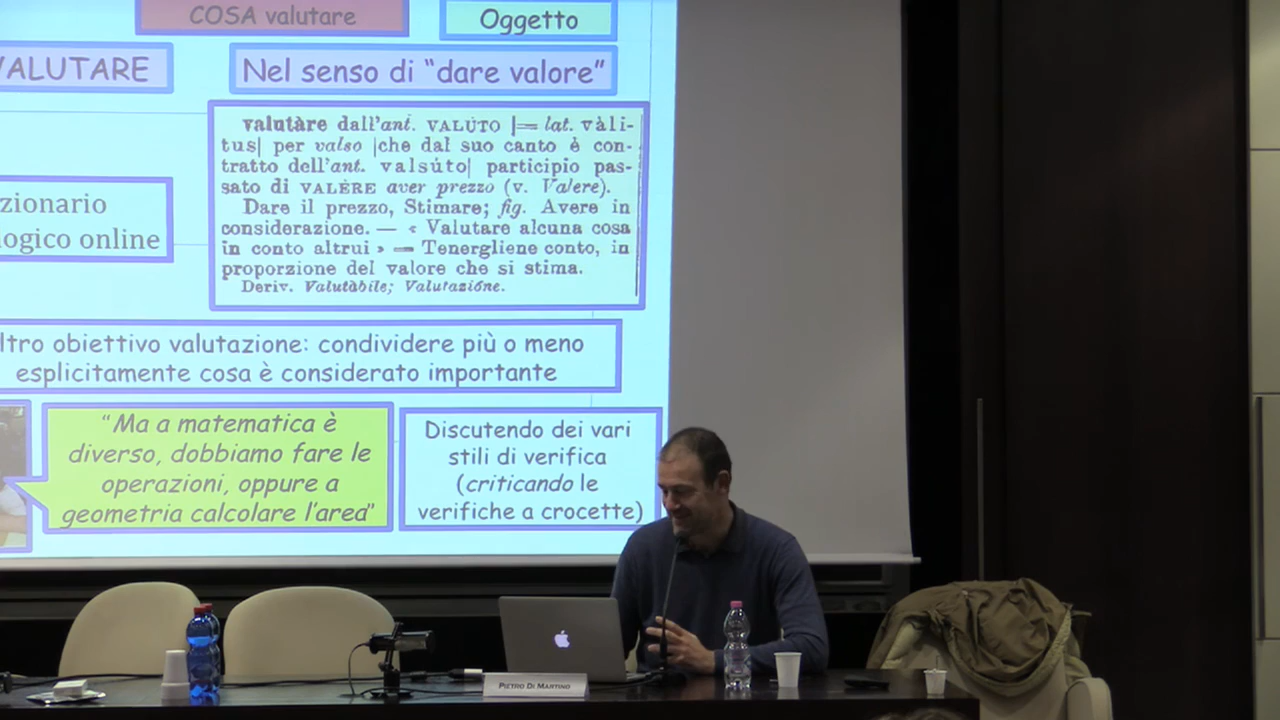 COSA valutare
Oggetto
VALUTARE
Nel senso di “dare valore”
valutàre dall'ant. VALÙTO |= lat. vàli-
tus| per valso |che dal suo canto è con-
tratto dell'ant. valsúto| participio pas-
sato di VALÈRE aver prezzo (v. Valere).
Dare il prezzo, Stimare; fig. Avere in
considerazione. — « Valutare alcuna cosa
in conto altrui » = Tenergliene conto, in
proporzione del valore che si stima.
Deriv. Valutàbile; Valutazióne.
zionario
logico online
ltro obiettivo valutazione: condividere più o meno
esplicitamente cosa è considerato importante
“Ma a matematica è
diverso, dobbiamo fare le
operazioni, oppure a
geometria calcolare l'area”
Discutendo dei vari
stili di verifica
(criticando le
verifiche a crocette)
PIETRO DI MARTINO